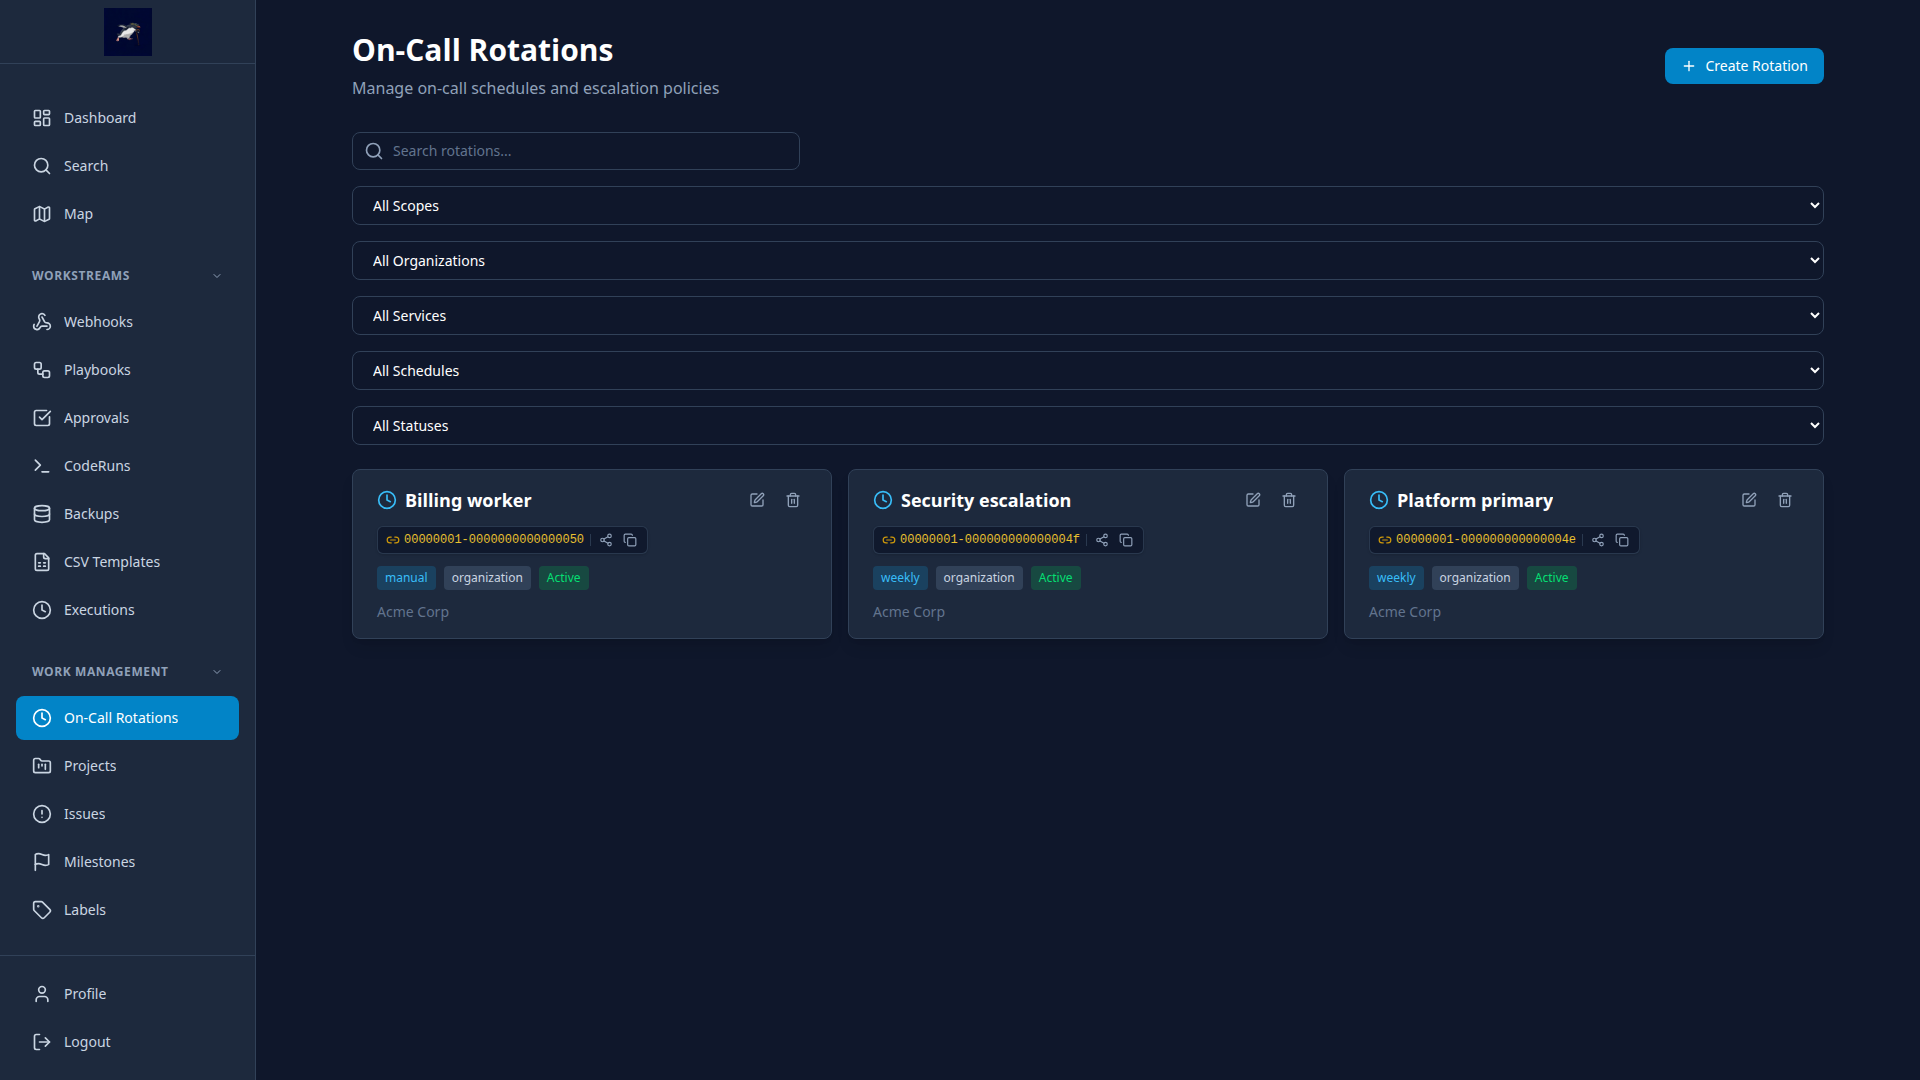 Dashboard
Search
Map
WORKSTREAMS
Webhooks
Playbooks
Approvals
CodeRuns
Backups
CSV Templates
Executions
WORK MANAGEMENT
On-Call Rotations
Projects
Issues
Milestones
Labels
Profile
Logout
On-Call Rotations
Manage on-call schedules and escalation policies
Create Rotation
Search rotations...
All Scopes
All Organizations
All Services
All Schedules
All Statuses
Billing worker
00000001-0000000000000050
manual organization Active
Acme Corp
Security escalation
00000001-000000000000004f
weekly organization Active
Acme Corp
Platform primary
00000001-000000000000004e
weekly organization Active
Acme Corp